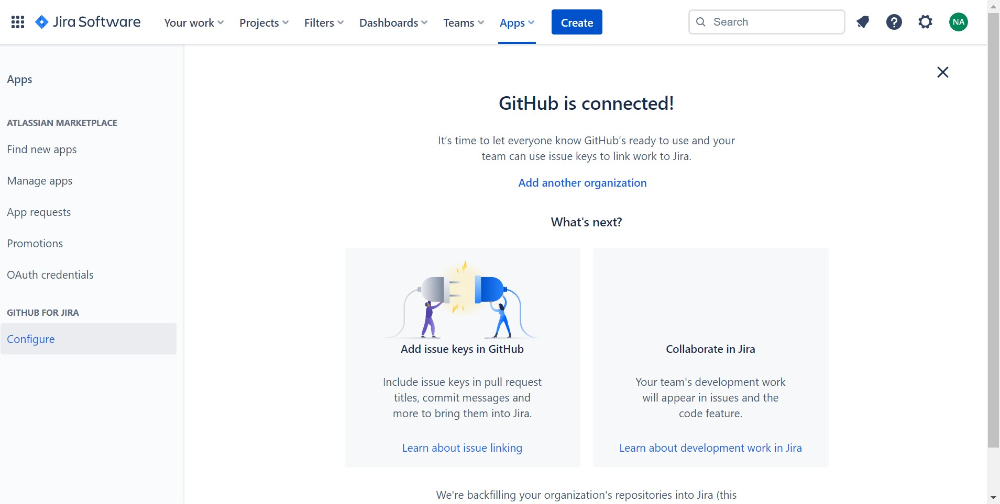 Jira Software
Your work
Projects
Filters
Dashboards
Teams
Apps
Create
Search
?
NA
Apps
ATLASSIAN MARKETPLACE
Find new apps
Manage apps
App requests
Promotions
OAuth credentials
GITHUB FOR JIRA
Configure
GitHub is connected!
It’s time to let everyone know GitHub’s ready to use and your
team can use issue keys to link work to Jira.
Add another organization
What's next?
Add issue keys in GitHub
Include issue keys in pull request
titles, commit messages and
more to bring them into Jira.
Learn about issue linking
Collaborate in Jira
Your team's development work
will appear in issues and the
code feature.
Learn about development work in Jira
We're backfilling your organization's repositories into Jira (this